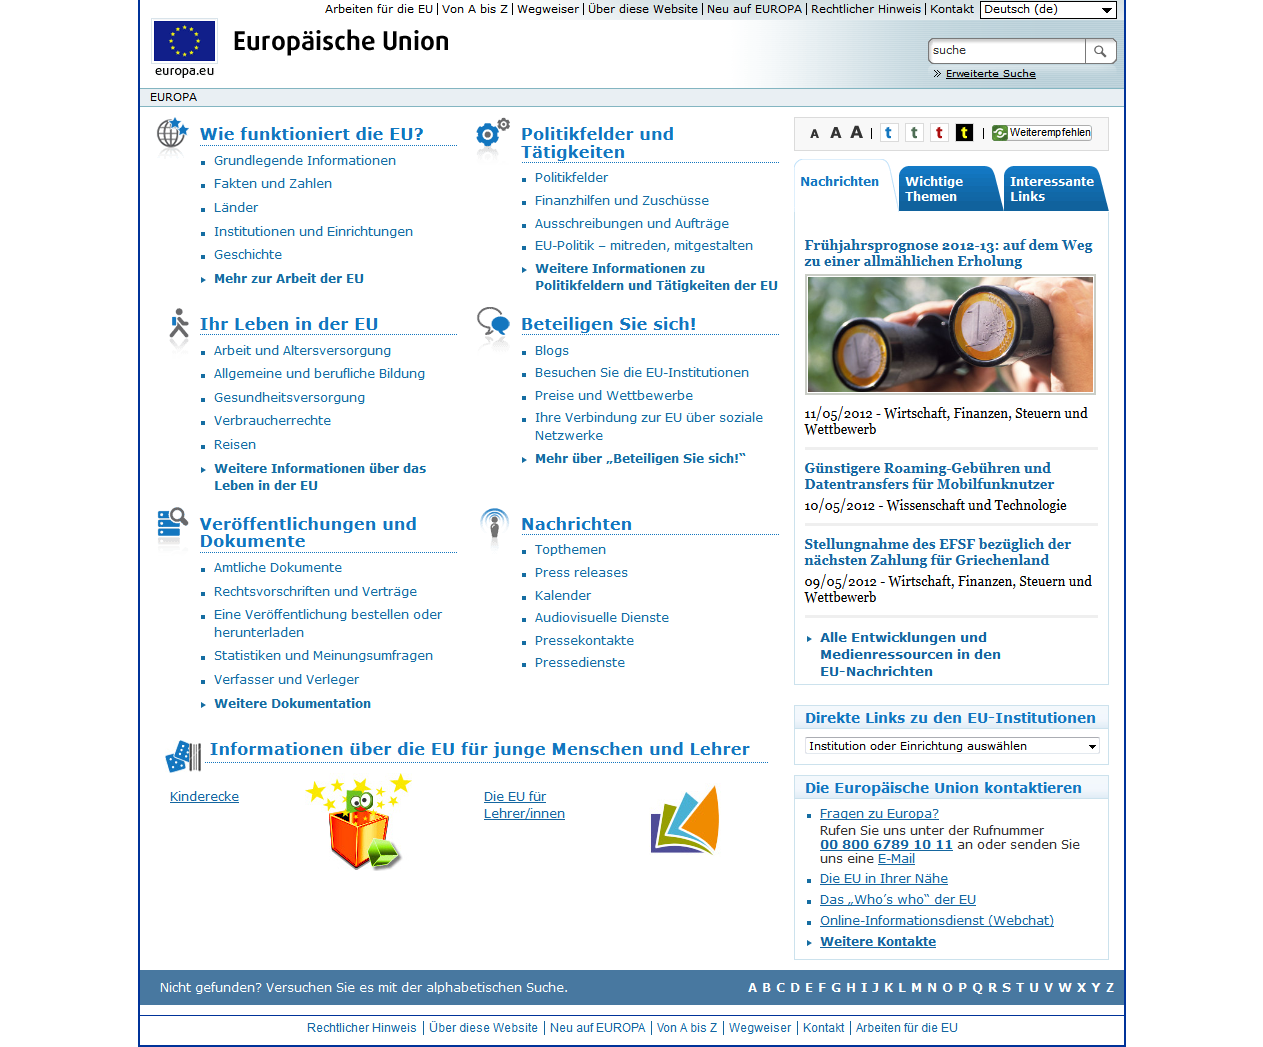 Arbeiten für die EU | Von A bis Z | Wegweiser | Über diese Website | Neu auf EUROPA | Rechtlicher Hinweis | Kontakt Deutsch (de)
Europäische Union
europa.eu
suche
Erweiterte Suche
EUROPA
Wie funktioniert die EU?
Grundlegende Informationen
Fakten und Zahlen
Länder
Institutionen und Einrichtungen
Geschichte
Mehr zur Arbeit der EU
Politikfelder und
Tätigkeiten
Politikfelder
Finanzhilfen und Zuschüsse
Ausschreibungen und Aufträge
EU-Politik – mitreden, mitgestalten
Weitere Informationen zu
Politikfeldern und Tätigkeiten der EU
Ihr Leben in der EU
Arbeit und Altersversorgung
Allgemeine und berufliche Bildung
Gesundheitsversorgung
Verbraucherrechte
Reisen
Weitere Informationen über das
Leben in der EU
Beteiligen Sie sich!
Blogs
Besuchen Sie die EU-Institutionen
Preise und Wettbewerbe
Ihre Verbindung zur EU über soziale
Netzwerke
Mehr über „Beteiligen Sie sich!“
Veröffentlichungen und
Dokumente
Amtliche Dokumente
Rechtsvorschriften und Verträge
Eine Veröffentlichung bestellen oder
herunterladen
Statistiken und Meinungsumfragen
Verfasser und Verleger
Weitere Dokumentation
Nachrichten
Topthemen
Press releases
Kalender
Audiovisuelle Dienste
Pressekontakte
Pressedienste
Informationen über die EU für junge Menschen und Lehrer
Kinderecke
Die EU für
Lehrer/innen
A A A | t t t t | Weiterempfehlen
Nachrichten
Wichtige
Themen
Interessante
Links
Frühjahrsprognose 2012-13: auf dem Weg
zu einer allmählichen Erholung
11/05/2012 - Wirtschaft, Finanzen, Steuern und
Wettbewerb
Günstigere Roaming-Gebühren und
Datentransfers für Mobilfunknutzer
10/05/2012 - Wissenschaft und Technologie
Stellungnahme des EFSF bezüglich der
nächsten Zahlung für Griechenland
09/05/2012 - Wirtschaft, Finanzen, Steuern und
Wettbewerb
Alle Entwicklungen und
Medienressourcen in den
EU-Nachrichten
Direkte Links zu den EU-Institutionen
Institution oder Einrichtung auswählen
Die Europäische Union kontaktieren
Fragen zu Europa?
Rufen Sie uns unter der Rufnummer
00 800 6789 10 11 an oder senden Sie
uns eine E-Mail
Die EU in Ihrer Nähe
Das „Who’s who“ der EU
Online-Informationsdienst (Webchat)
Weitere Kontakte
Nicht gefunden? Versuchen Sie es mit der alphabetischen Suche.
A B C D E F G H I J K L M N O P Q R S T U V W X Y Z
Rechtlicher Hinweis | Über diese Website | Neu auf EUROPA | Von A bis Z | Wegweiser | Kontakt | Arbeiten für die EU